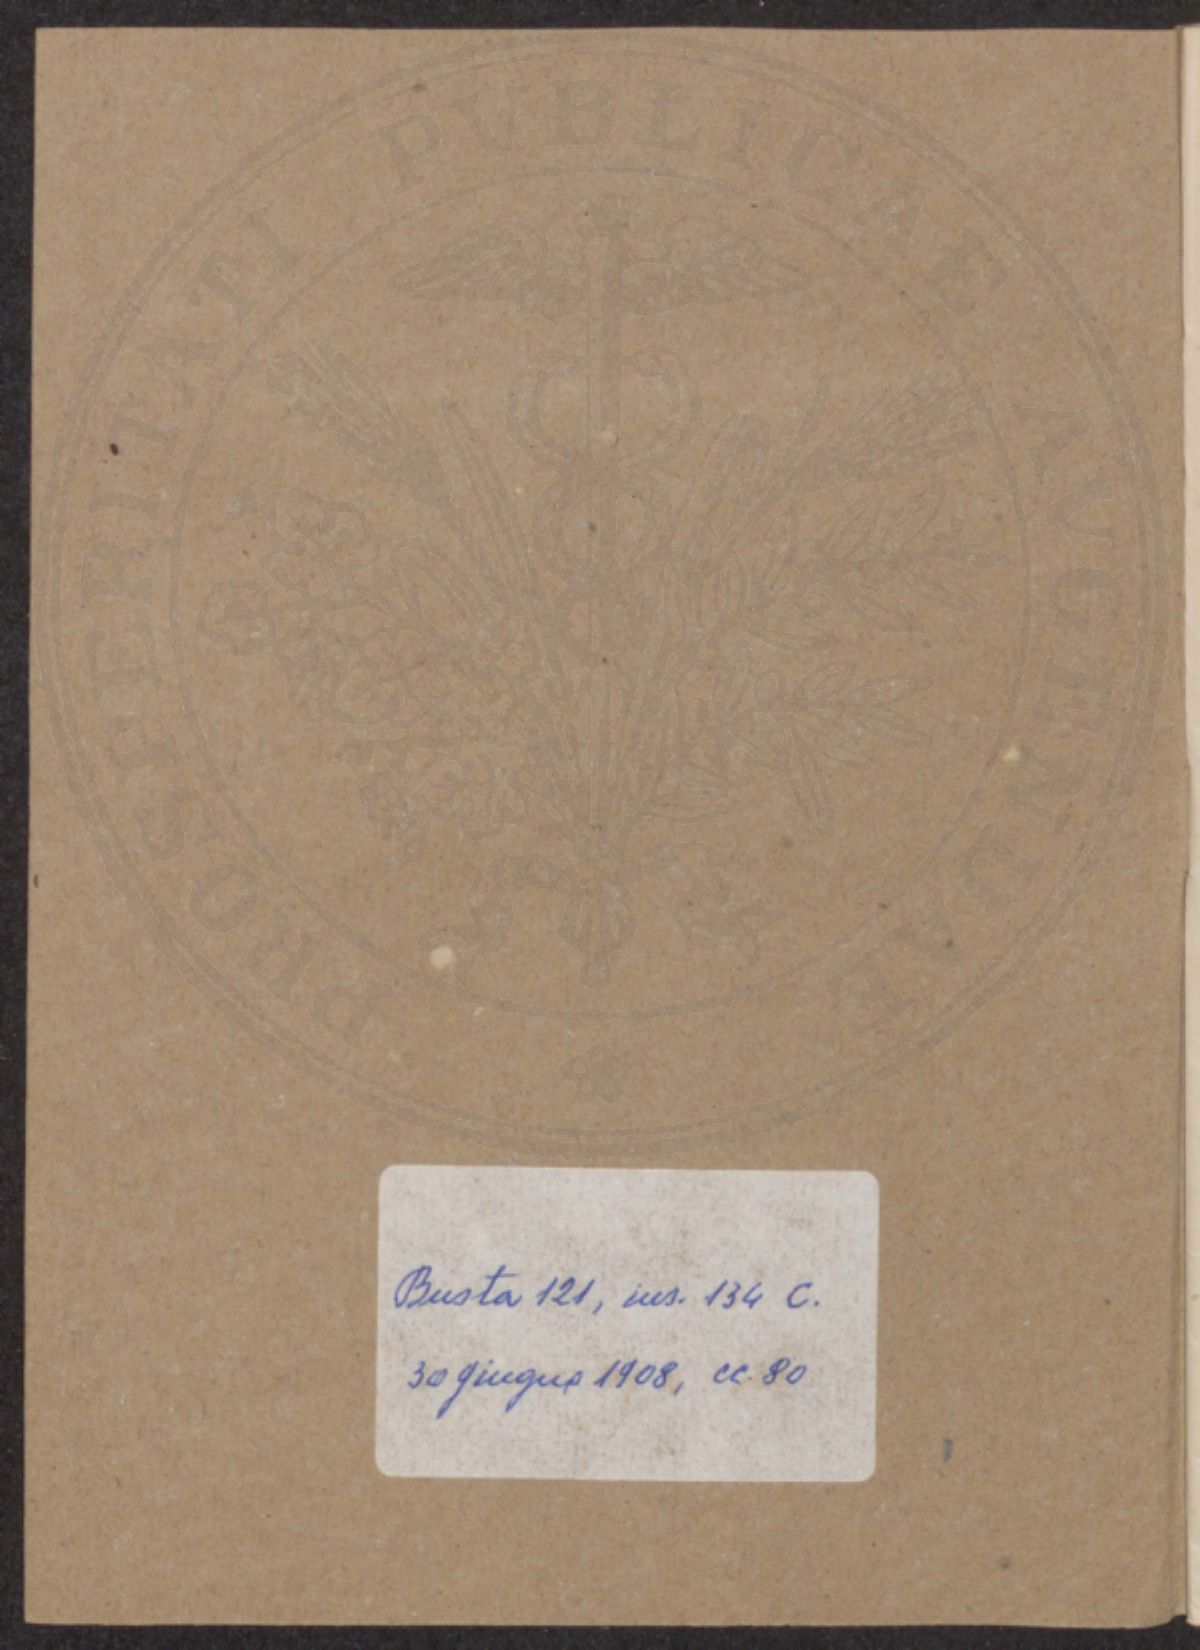 PROSPERITATI PUBLICAE AUGENDAE
Busta 121, ins. 134 C.
30 giugno 1908, cc. 80